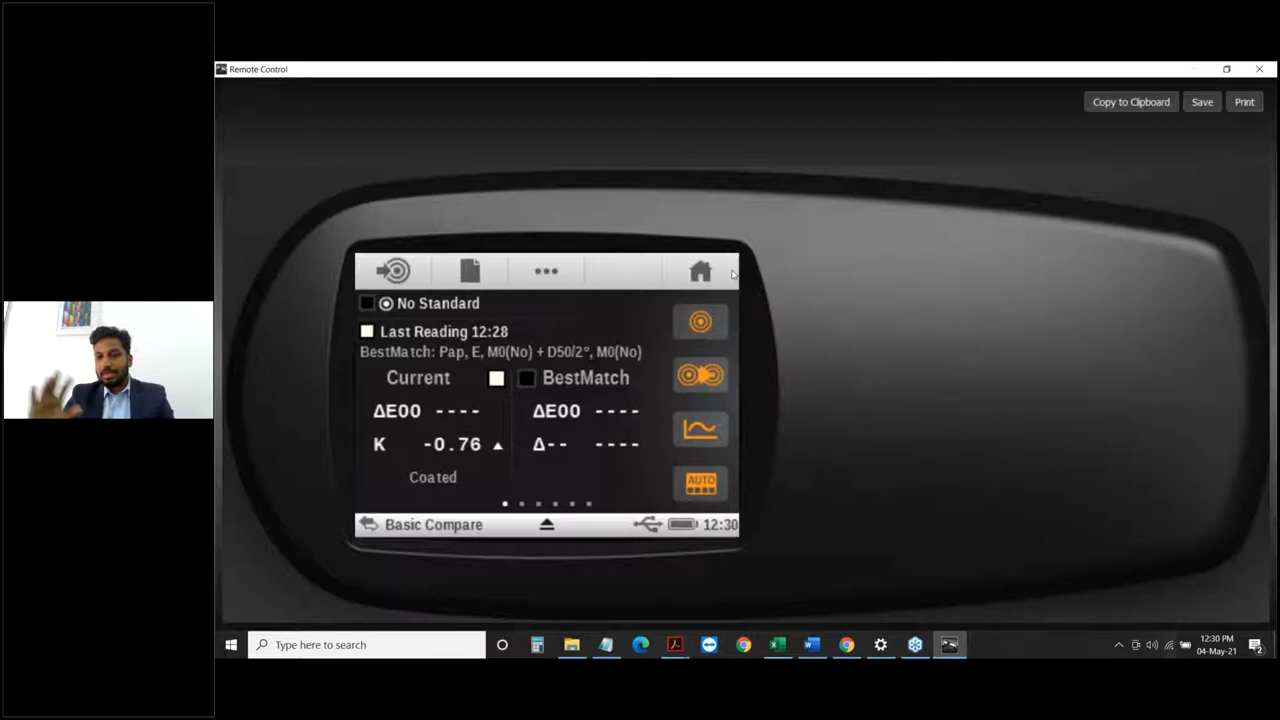 Remote Control
Copy to Clipboard Save Print
No Standard
Last Reading 12:28
BestMatch: Pap, E, M0(No) + D50/2°, M0(No)
Current BestMatch
ΔE00 ---- ΔE00 ----
K -0.76 ▲ Δ-- ----
Coated
AUTO
Basic Compare 12:30
Type here to search
12:30 PM
04-May-21
2